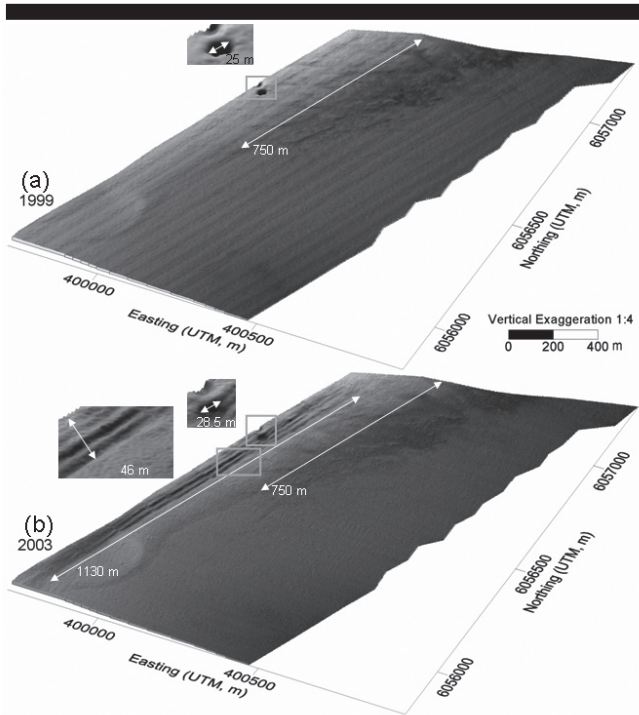 25 m
750 m
(a)
1999
6057000
6056500
6056000
Northing (UTM, m)
400000
400500
Easting (UTM, m)
Vertical Exaggeration 1:4
0 200 400 m
28.5 m
46 m
750 m
(b)
2003
1130 m
6057000
6056500
6056000
Northing (UTM, m)
400000
400500
Easting (UTM, m)